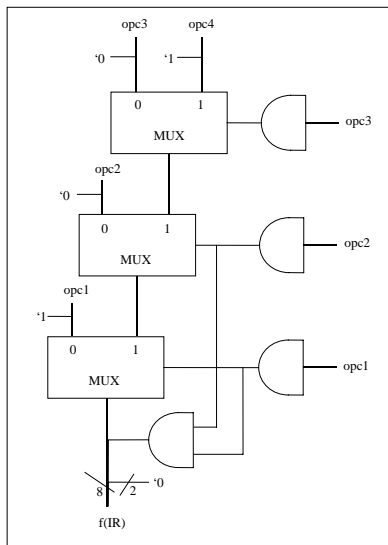 opc3 opc4
‘0 ‘1
0 1
MUX
opc3
opc2
‘0
0 1
MUX
opc2
opc1
‘1
0 1
MUX
opc1
8 2 ‘0
f(IR)